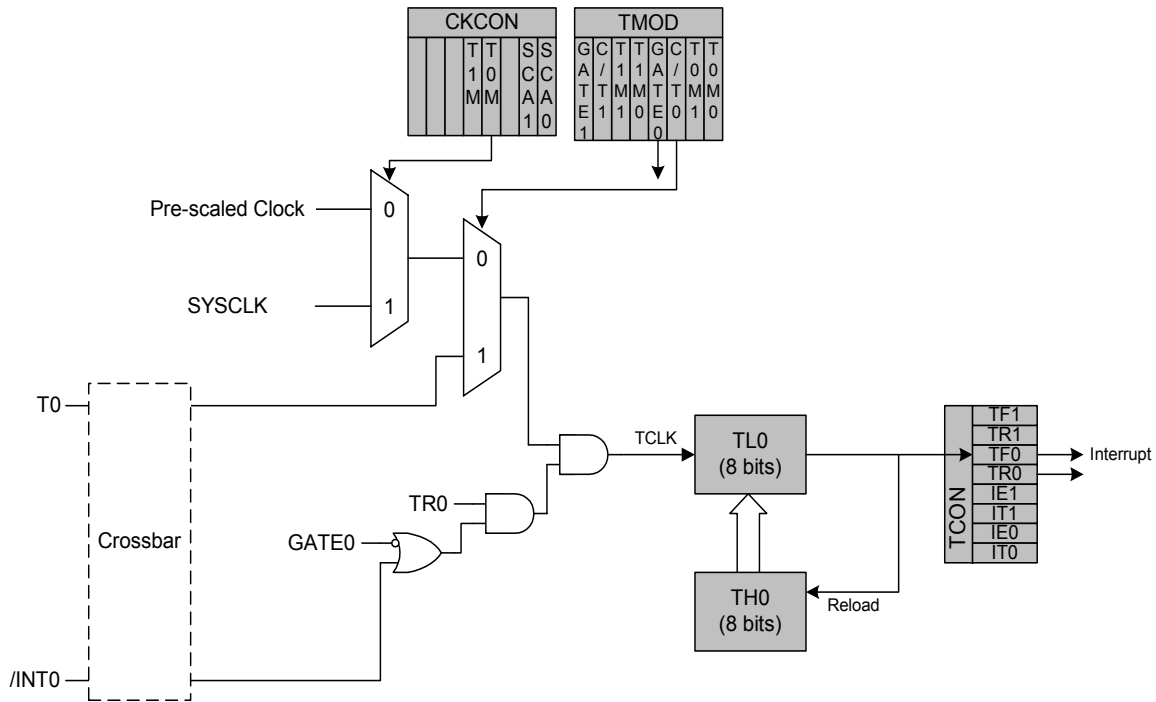 CKCON
T1M
T0M
SCA1
SCA0
TMOD
GATE1
C/T1
T1M1
T1M0
GATE0
C/T0
T0M1
T0M0
Pre-scaled Clock
0
SYSCLK
1
0
1
T0
Crossbar
/INT0
TR0
GATE0
TCLK
TL0
(8 bits)
TH0
(8 bits)
Reload
TCON
TF1
TR1
TF0
TR0
IE1
IT1
IE0
IT0
Interrupt